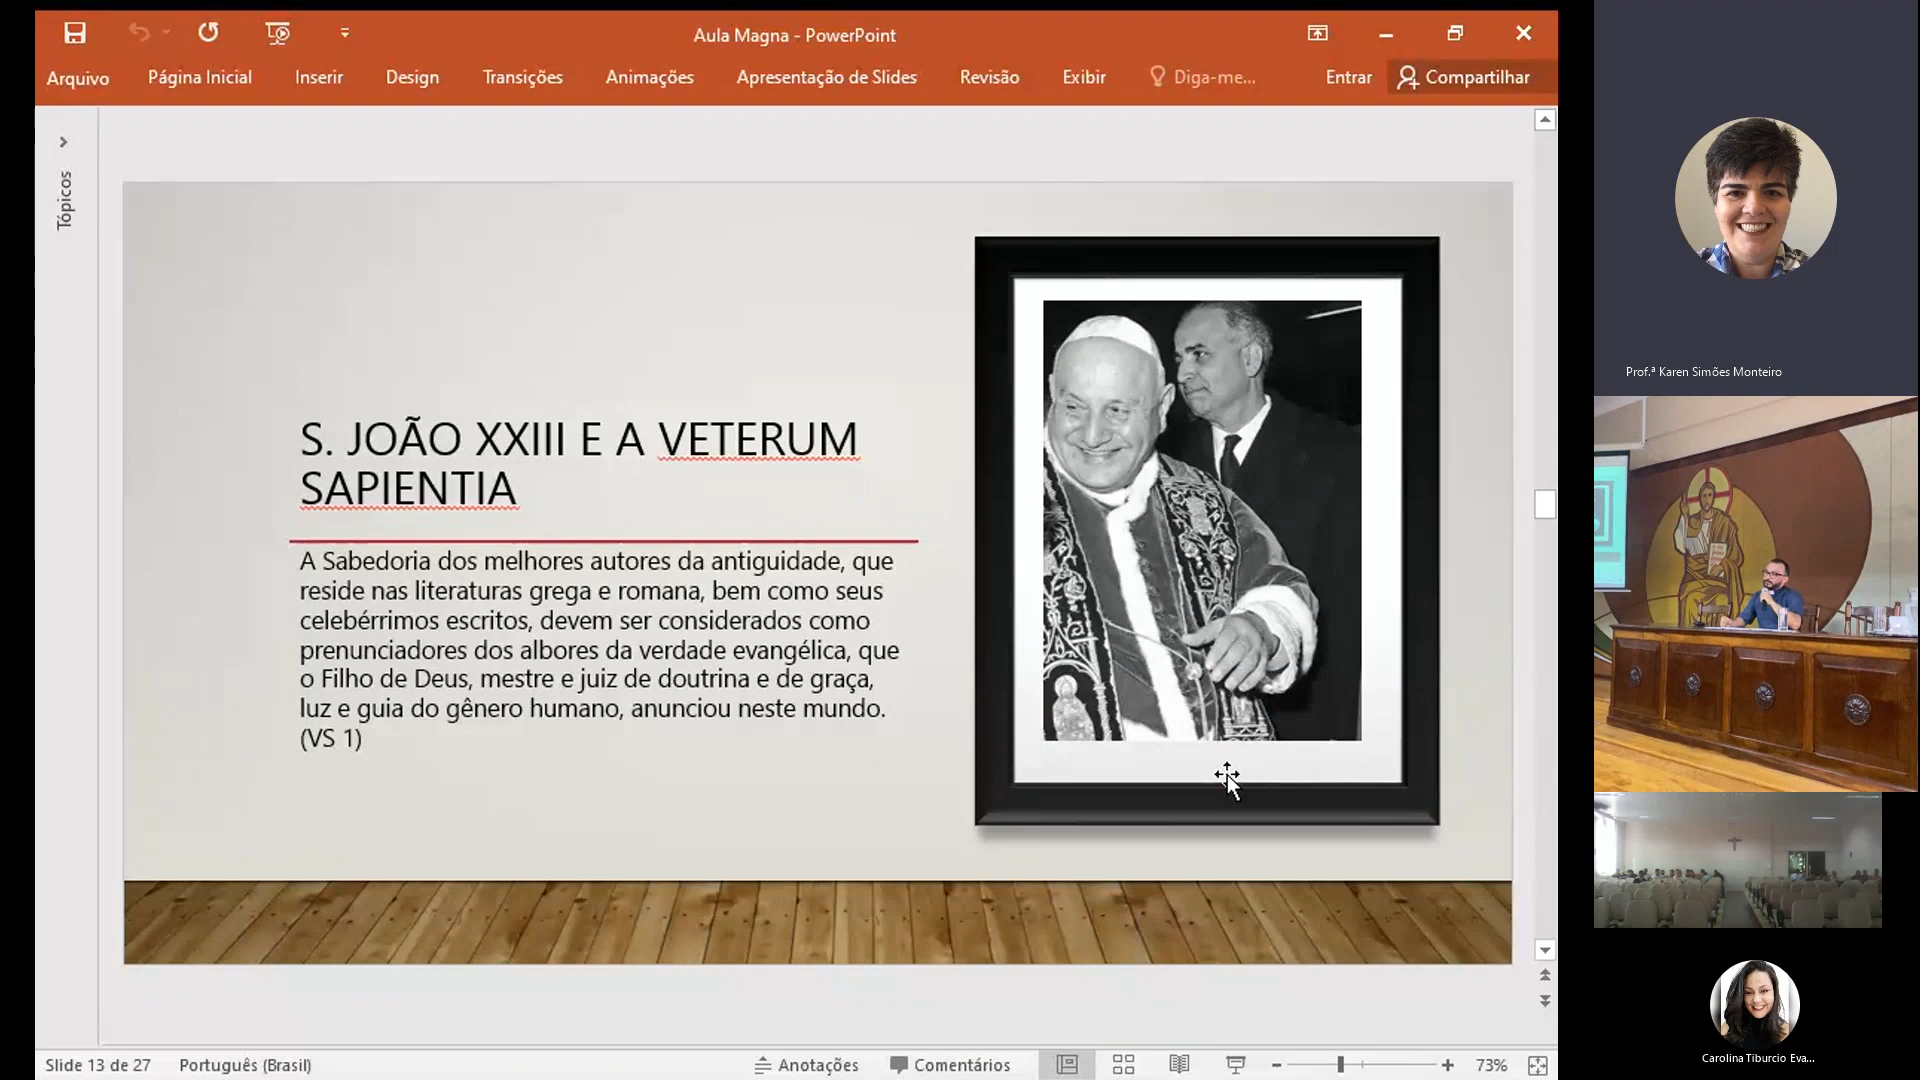 Aula Magna - PowerPoint
Arquivo Página Inicial Inserir Design Transições Animações Apresentação de Slides Revisão Exibir Diga-me... Entrar Compartilhar
Tópicos
S. JOÃO XXIII E A VETERUM
SAPIENTIA
A Sabedoria dos melhores autores da antiguidade, que
reside nas literaturas grega e romana, bem como seus
celebérrimos escritos, devem ser considerados como
prenunciadores dos albores da verdade evangélica, que
o Filho de Deus, mestre e juiz de doutrina e de graça,
luz e guia do gênero humano, anunciou neste mundo.
(VS 1)
Slide 13 de 27 Português (Brasil) Anotações Comentários 73%
Prof.ª Karen Simões Monteiro
Carolina Tiburcio Eva...